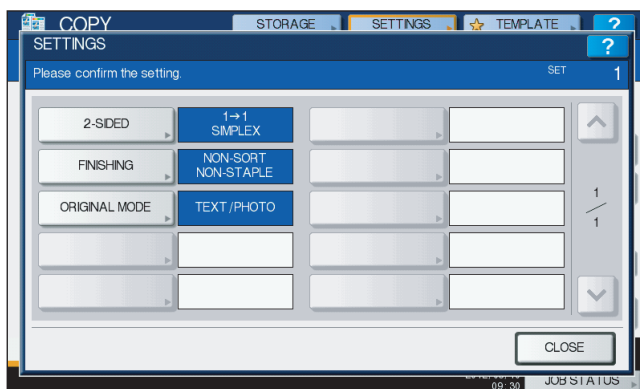 COPY
STORAGE
SETTINGS
TEMPLATE
?
SETTINGS
?
Please confirm the setting.
SET
1
2-SIDED
1→1
SIMPLEX
FINISHING
NON-SORT
NON-STAPLE
ORIGINAL MODE
TEXT/PHOTO
1
1
CLOSE
09:30
JOB STATUS